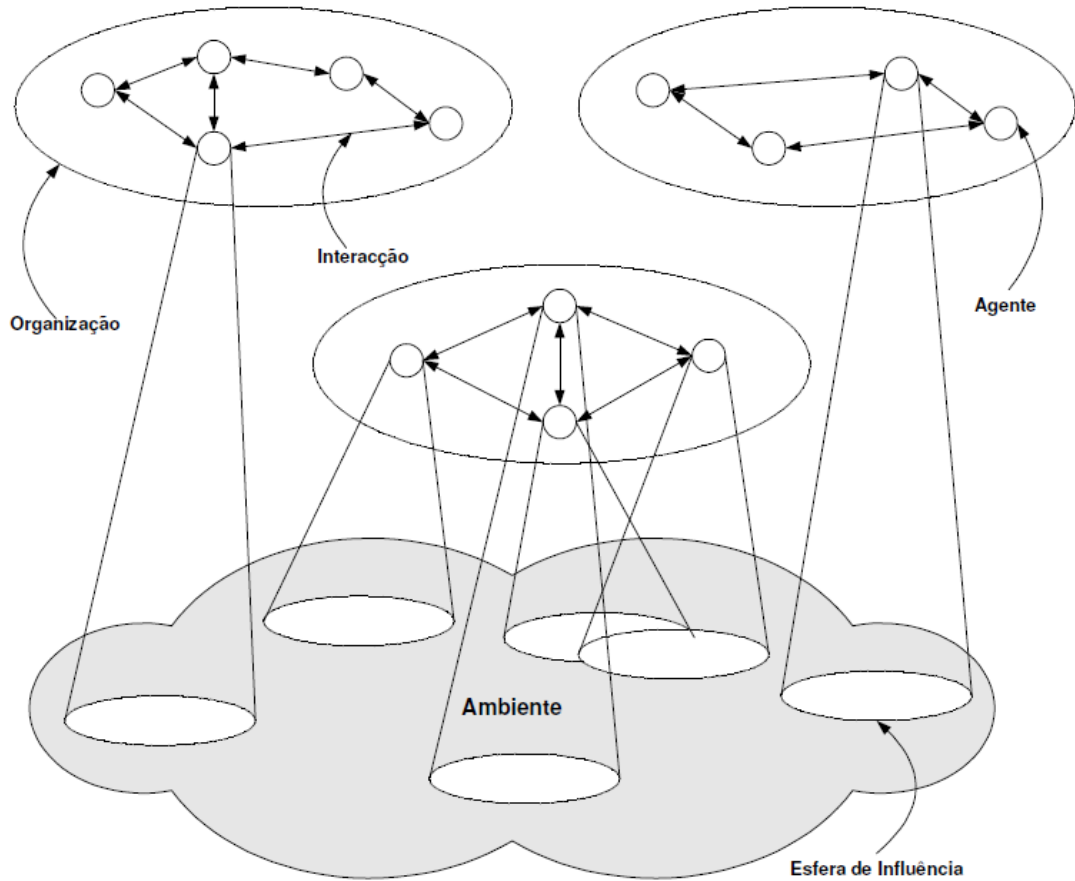 Interacção
Organização
Agente
Ambiente
Esfera de Influência